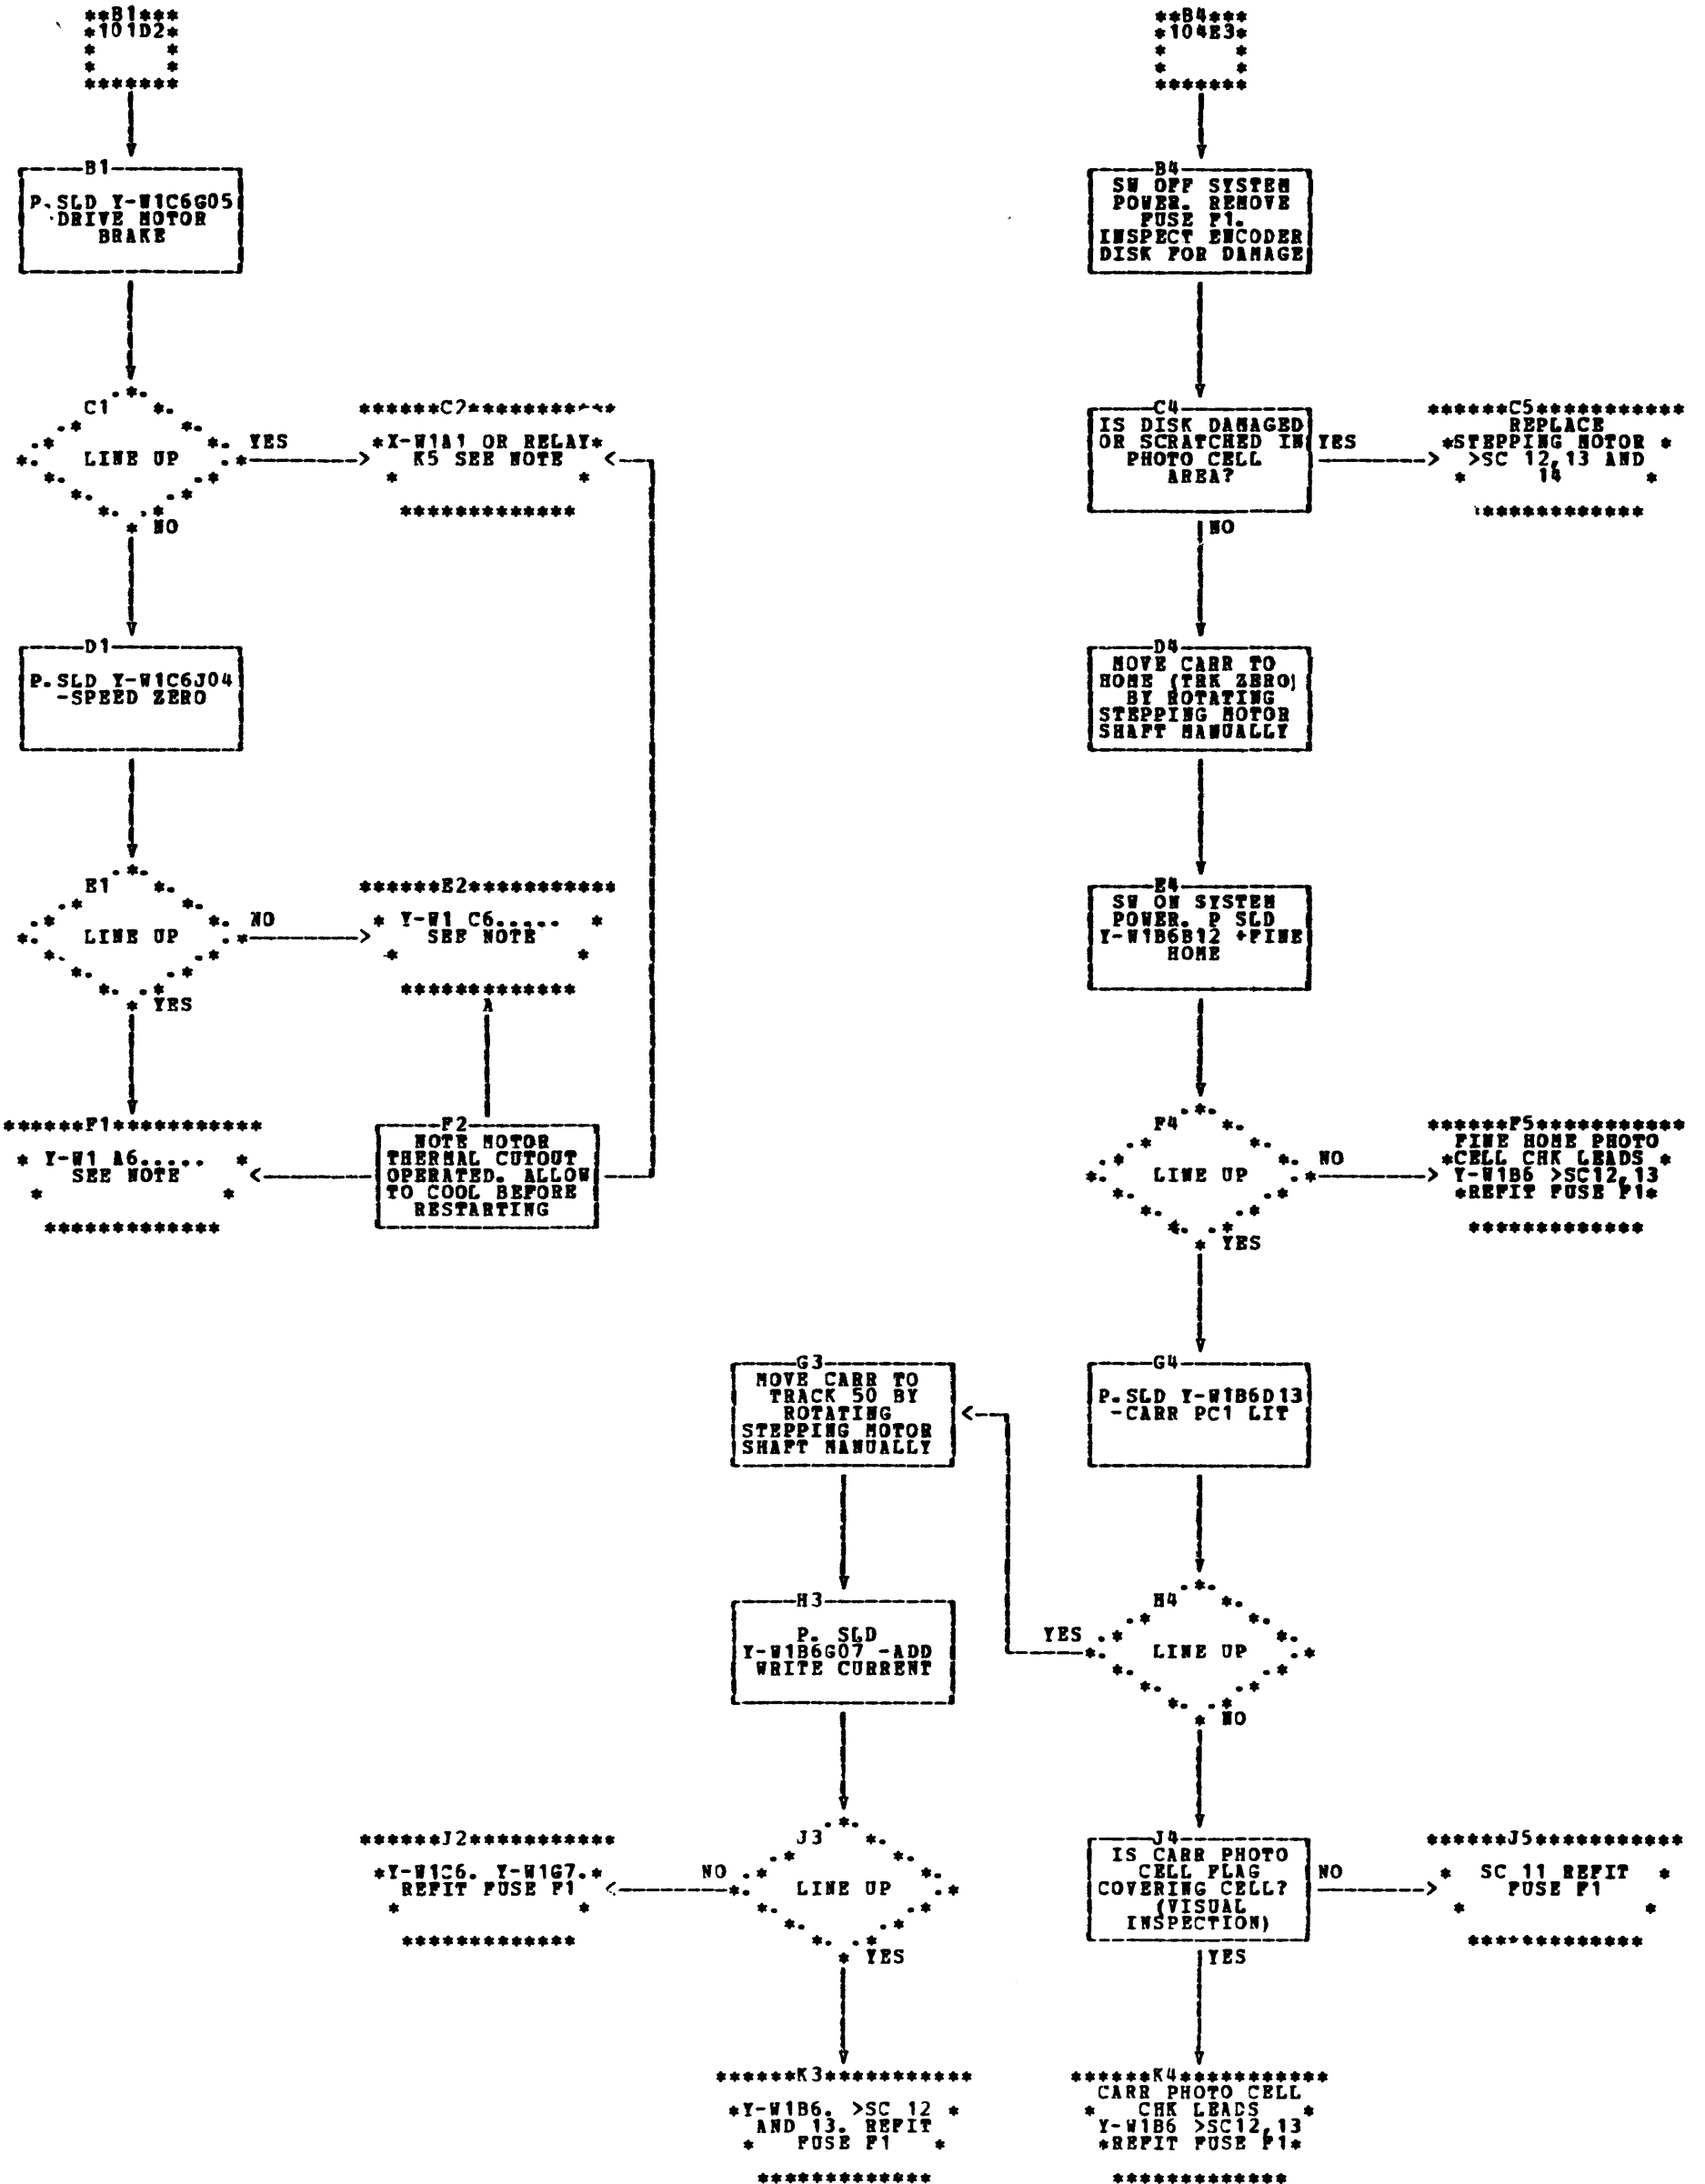 **B1***
*101D2*
* *
* *
*******
B1
P.SLD Y-W1C6G05
DRIVE MOTOR
BRAKE
C1
LINE UP
YES
NO
******C2***********
*X-W1A1 OR RELAY*
K5 SEE NOTE
* *
*************
D1
P.SLD Y-W1C6J04
-SPEED ZERO
E1
LINE UP
NO
YES
******E2***********
* Y-W1 C6..... *
SEE NOTE
* *
*************
******F1***********
* Y-W1 A6..... *
SEE NOTE
* *
*************
F2
NOTE MOTOR
THERMAL CUTOUT
OPERATED. ALLOW
TO COOL BEFORE
RESTARTING
**B4***
*104E3*
* *
* *
*******
B4
SW OFF SYSTEM
POWER. REMOVE
FUSE F1.
INSPECT ENCODER
DISK FOR DAMAGE
C4
IS DISK DAMAGED
OR SCRATCHED IN
PHOTO CELL
AREA?
YES
NO
******C5***********
REPLACE
*STEPPING MOTOR *
>SC 12,13 AND
* 14 *
*************
D4
MOVE CARR TO
HOME (TRK ZERO)
BY ROTATING
STEPPING MOTOR
SHAFT MANUALLY
E4
SW ON SYSTEM
POWER. P SLD
Y-W1B6B12 +FINE
HOME
F4
LINE UP
NO
YES
******F5***********
FINE HOME PHOTO
*CELL CHK LEADS *
Y-W1B6 >SC12,13
*REFIT FUSE F1*
*************
G4
P.SLD Y-W1B6D13
-CARR PC1 LIT
H4
LINE UP
YES
NO
G3
MOVE CARR TO
TRACK 50 BY
ROTATING
STEPPING MOTOR
SHAFT MANUALLY
H3
P. SLD
Y-W1B6G07 -ADD
WRITE CURRENT
J3
LINE UP
NO
YES
******J2***********
*Y-W1C6. Y-W1G7.*
REFIT FUSE F1
* *
*************
J4
IS CARR PHOTO
CELL FLAG
COVERING CELL?
(VISUAL
INSPECTION)
NO
YES
******J5***********
* SC 11 REFIT *
FUSE F1
* *
*************
******K3***********
*Y-W1B6. >SC 12 *
AND 13. REFIT
* FUSE F1 *
*************
******K4***********
CARR PHOTO CELL
* CHK LEADS *
Y-W1B6 >SC12,13
*REFIT FUSE F1*
*************